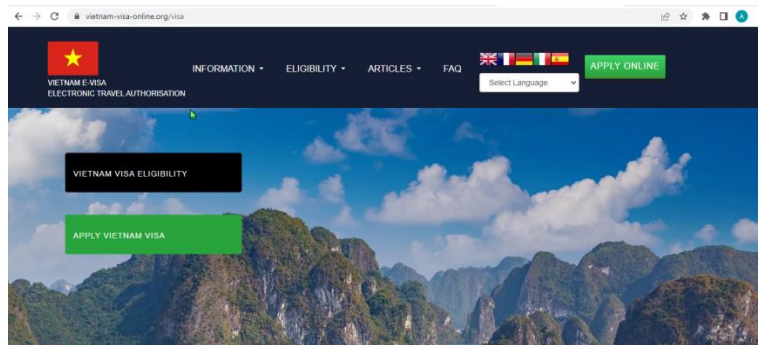 vietnam-visa-online.org/visa
A
INFORMATION
ELIGIBILITY
ARTICLES
FAQ
Select Language
APPLY ONLINE
VIETNAM E-VISA
ELECTRONIC TRAVEL AUTHORISATION
VIETNAM VISA ELIGIBILITY
APPLY VIETNAM VISA